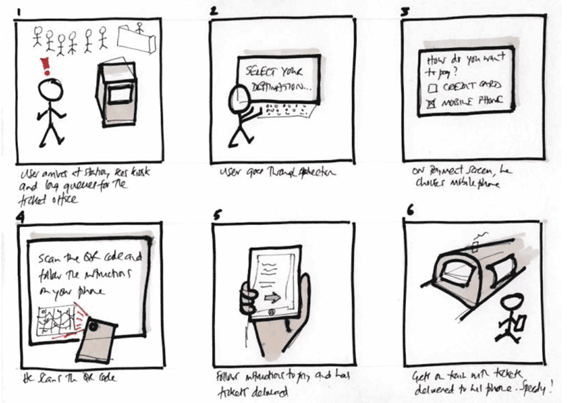 1
!
User arrives at station, sees kiosk
and long queues for the
ticket office
2
SELECT YOUR
DESTINATION...
User goes through
3
How do you want
to pay?
CREDIT CARD
MOBILE PHONE
On payment screen, he
chooses mobile phone
4
Scan the QR code and
follow the instructions
on your phone
He scans the QR code
5
Follows instructions to pay and has
tickets delivered
6
Gets on train with tickets
delivered to his phone.. Speedy!